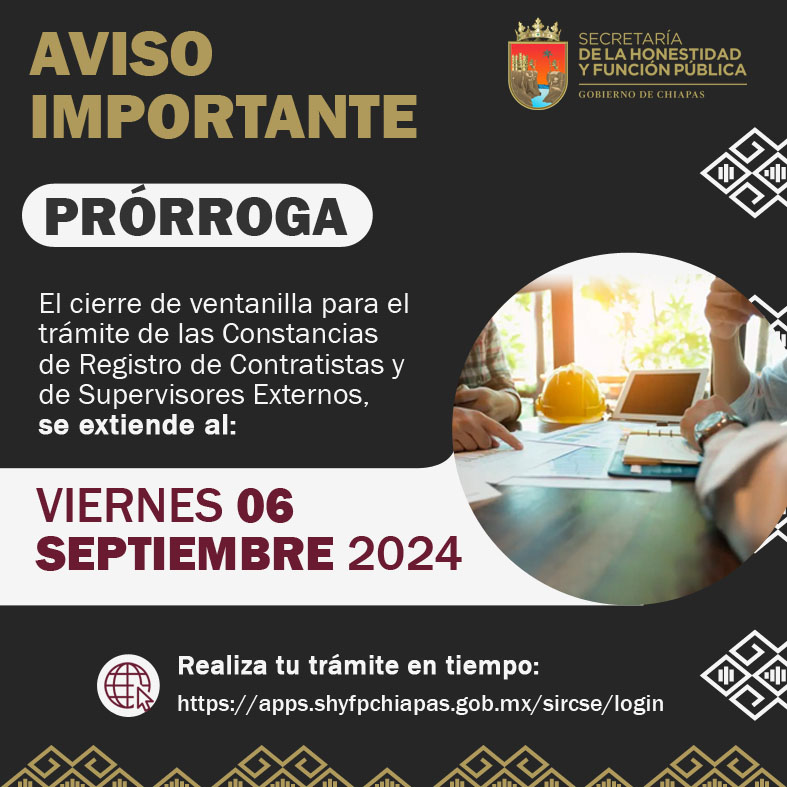 AVISO
IMPORTANTE
SECRETARÍA
DE LA HONESTIDAD
Y FUNCIÓN PÚBLICA
GOBIERNO DE CHIAPAS
PRÓRROGA
El cierre de ventanilla para el
trámite de las Constancias
de Registro de Contratistas y
de Supervisores Externos,
se extiende al:
VIERNES 06
SEPTIEMBRE 2024
Realiza tu trámite en tiempo:
https://apps.shyfpchiapas.gob.mx/sircse/login